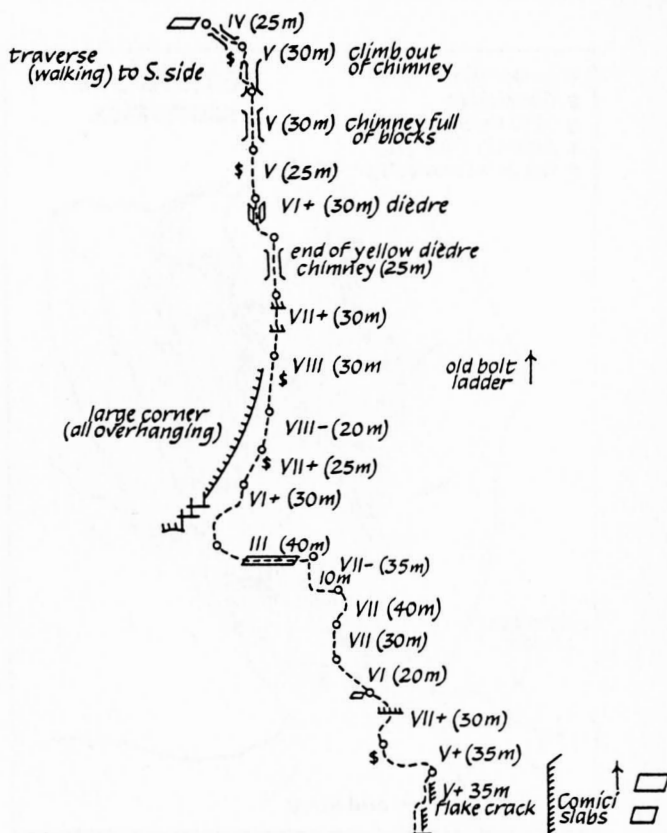 IV (25m)
traverse
(walking) to S. side
$
V (30m) climb out
of chimney
V (30m) chimney full
of blocks
$ V (25m)
VI+ (30m) dièdre
end of yellow dièdre
chimney (25m)
VII+ (30m)
VIII (30m
$
old bolt
ladder
large corner
(all overhanging)
VIII- (20m)
$ VII+ (25m)
VI+ (30m)
III (40m)
VII- (35m)
10m
VII (40m)
VII (30m)
VI (20m)
VII+ (30m)
V+ (35m)
$
V+ 35m
flake crack
Comici
slabs